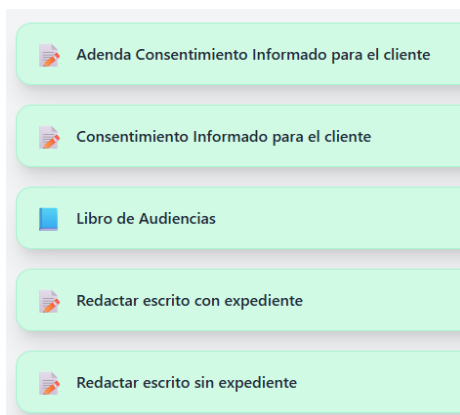 Adenda Consentimiento Informado para el cliente
Consentimiento Informado para el cliente
Libro de Audiencias
Redactar escrito con expediente
Redactar escrito sin expediente